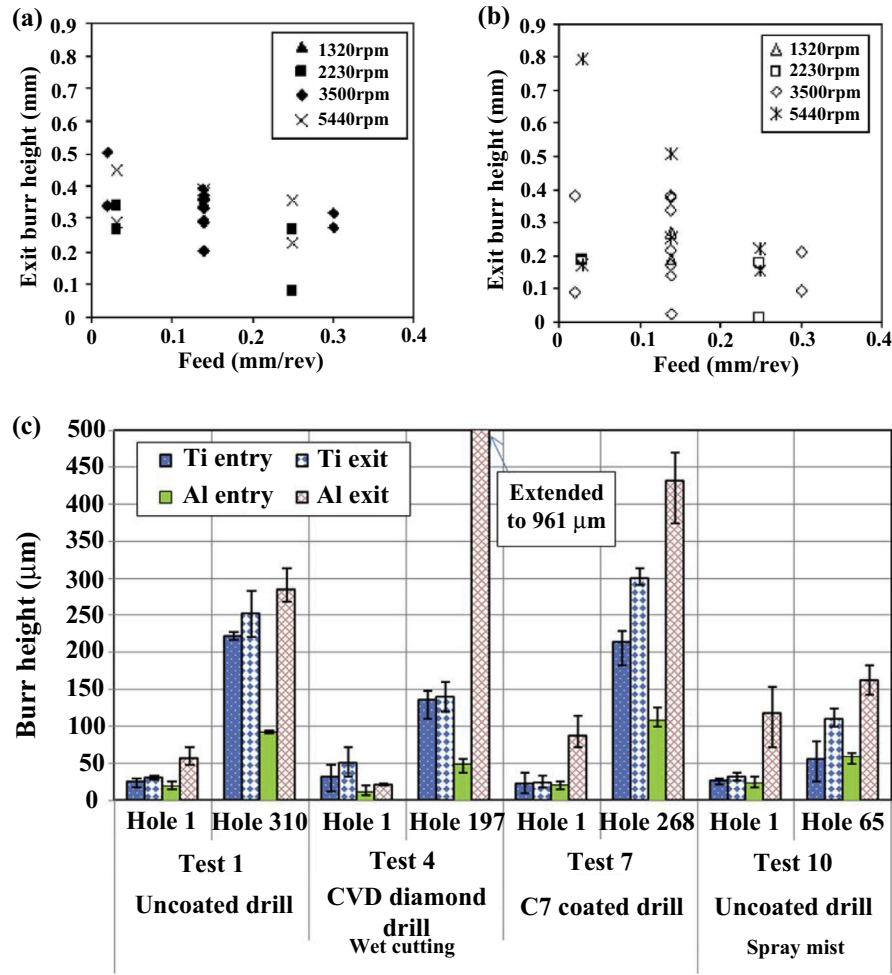 (a)
0.9
0.8
0.7
0.6
0.5
0.4
0.3
0.2
0.1
0
Exit burr height (mm)
1320rpm
2230rpm
3500rpm
5440rpm
0 0.1 0.2 0.3 0.4
Feed (mm/rev)
(b)
0.9
0.8
0.7
0.6
0.5
0.4
0.3
0.2
0.1
0
Exit burr height (mm)
1320rpm
2230rpm
3500rpm
5440rpm
0 0.1 0.2 0.3 0.4
Feed (mm/rev)
(c)
500
450
400
350
300
250
200
150
100
50
0
Burr height (μm)
Ti entry Ti exit
Al entry Al exit
Extended
to 961 μm
Hole 1 Hole 310 Hole 1 Hole 197 Hole 1 Hole 268 Hole 1 Hole 65
Test 1 Test 4 Test 7 Test 10
Uncoated drill CVD diamond drill C7 coated drill Uncoated drill
Wet cutting Spray mist